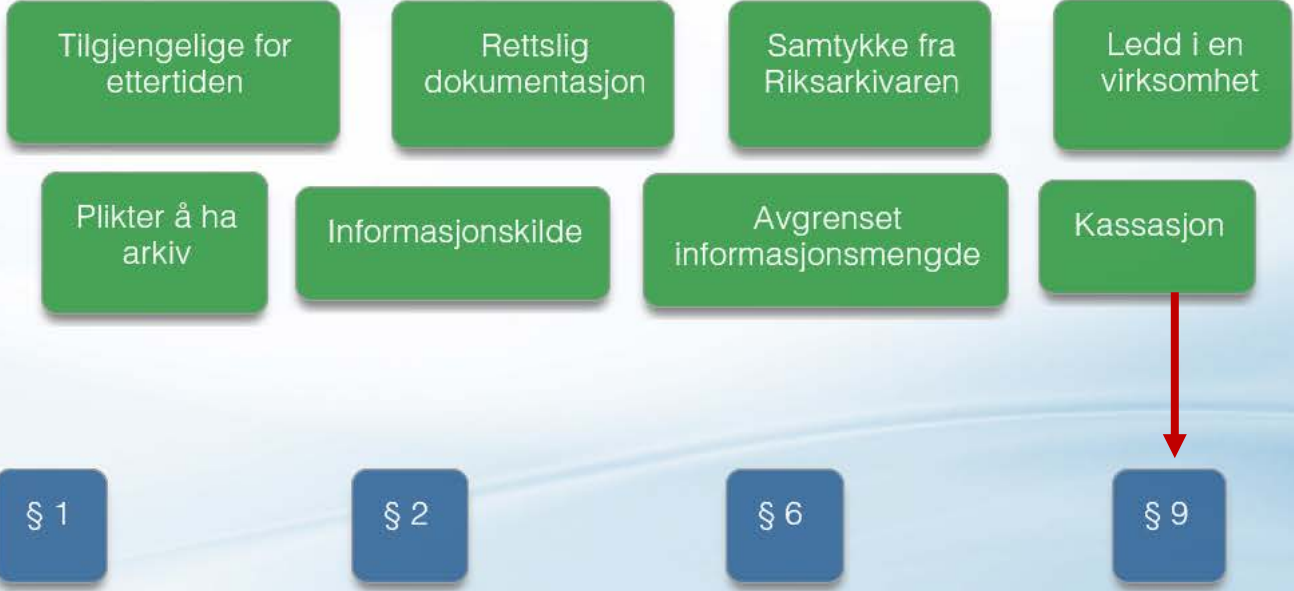 Tilgjengelige for
ettertiden
Rettslig
dokumentasjon
Samtykke fra
Riksarkivaren
Ledd i en
virksomhet
Plikter å ha
arkiv
Informasjonskilde
Avgrenset
informasjonsmengde
Kassasjon
§ 1
§ 2
§ 6
§ 9